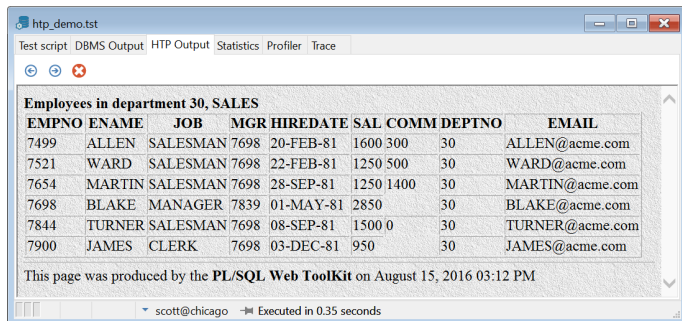 htp_demo.tst
Test script DBMS Output HTP Output Statistics Profiler Trace
Employees in department 30, SALES
EMPNO ENAME JOB MGR HIREDATE SAL COMM DEPTNO EMAIL
7499 ALLEN SALESMAN 7698 20-FEB-81 1600 300 30 ALLEN@acme.com
7521 WARD SALESMAN 7698 22-FEB-81 1250 500 30 WARD@acme.com
7654 MARTIN SALESMAN 7698 28-SEP-81 1250 1400 30 MARTIN@acme.com
7698 BLAKE MANAGER 7839 01-MAY-81 2850 30 BLAKE@acme.com
7844 TURNER SALESMAN 7698 08-SEP-81 1500 0 30 TURNER@acme.com
7900 JAMES CLERK 7698 03-DEC-81 950 30 JAMES@acme.com
This page was produced by the PL/SQL Web ToolKit on August 15, 2016 03:12 PM
scott@chicago Executed in 0.35 seconds